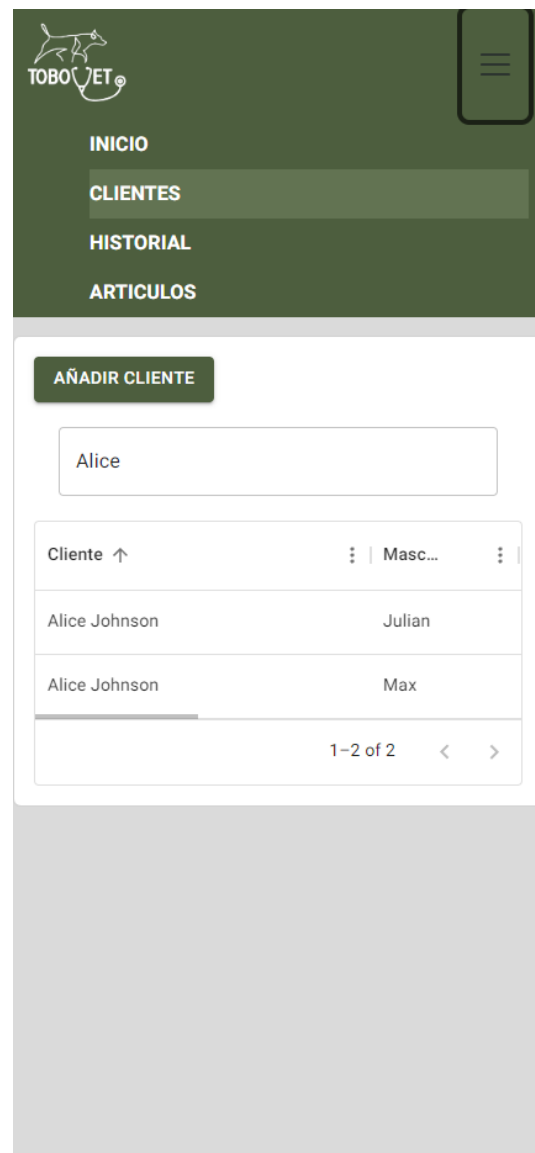 TOBOVET
INICIO
CLIENTES
HISTORIAL
ARTICULOS
AÑADIR CLIENTE
Alice
Cliente Masc...
Alice Johnson Julian
Alice Johnson Max
1–2 of 2